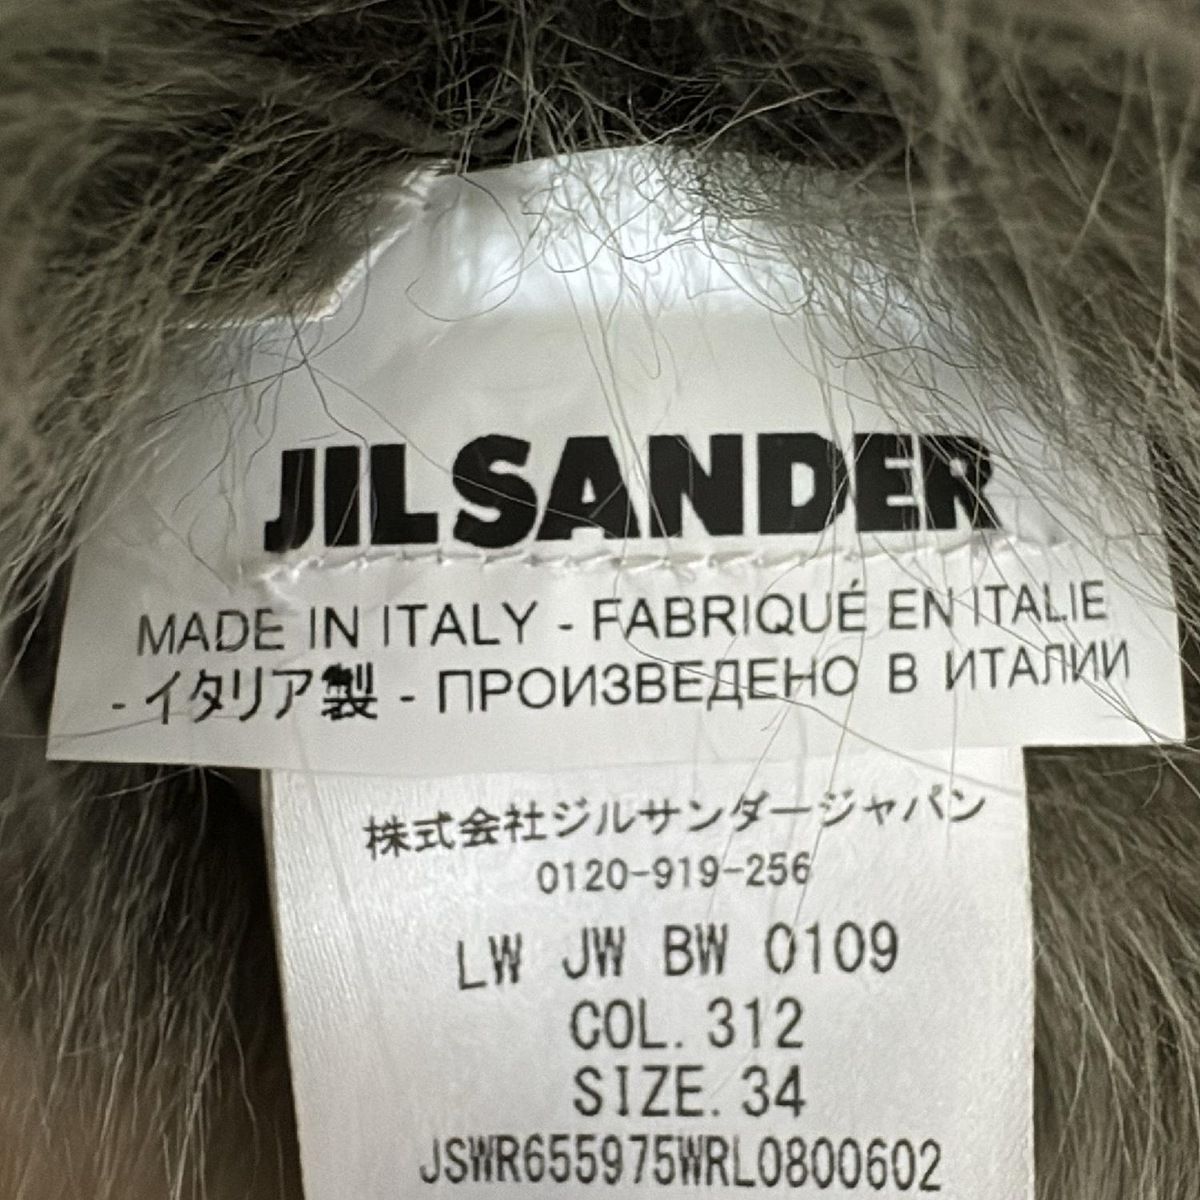 JIL SANDER
MADE IN ITALY - FABRIQUÉ EN ITALIE
- イタリア製 - ПРОИЗВЕДЕНО В ИТАЛИИ
株式会社ジルサンダージャパン
0120-919-256
LW JW BW 0109
COL. 312
SIZE. 34
JSWR655975WRL0800602